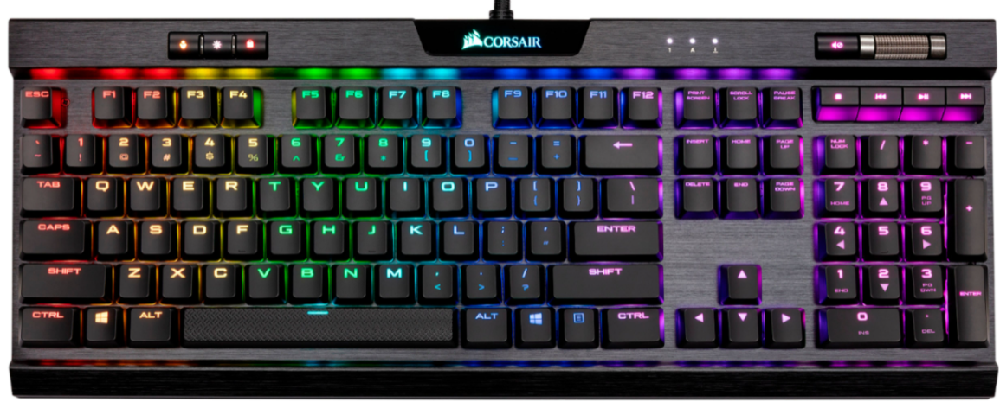 CORSAIR
1 A
ESC F1 F2 F3 F4 F5 F6 F7 F8 F9 F10 F11 F12 PRINT SCREEN SCROLL LOCK PAUSE BREAK
` 1 2 3 4 5 6 7 8 9 0 - = INSERT HOME PAGE UP NUM LOCK / * -
~ ! @ # $ % ^ & * ( ) _ +
TAB Q W E R T Y U I O P [ ] \ DELETE END PAGE DOWN 7 8 9 +
{ } | HOME PG UP
CAPS A S D F G H J K L ; ' ENTER 4 5 6
: "
SHIFT Z X C V B N M , . / SHIFT 1 2 3 ENTER
< > ? END PG DWN
CTRL ALT ALT CTRL 0 .
INS DEL